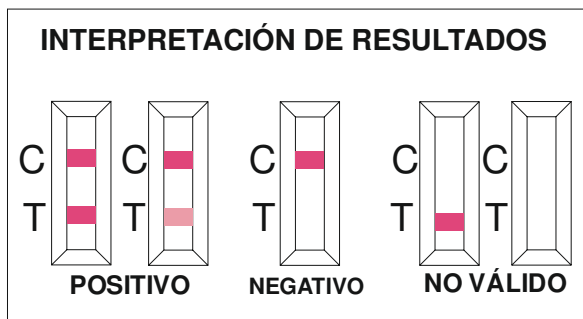 INTERPRETACIÓN DE RESULTADOS
C C C C C
T T T T T
POSITIVO NEGATIVO NO VÁLIDO